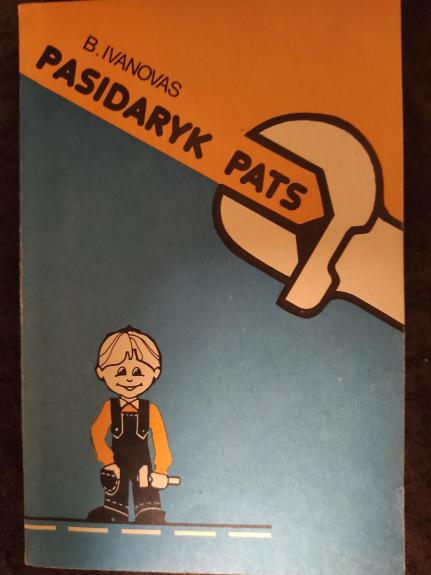 B. IVANOVAS
PASIDARYK PATS